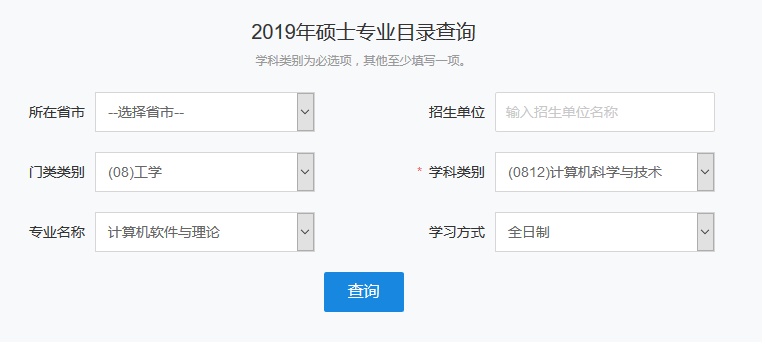 2019年硕士专业目录查询
学科类别为必选项，其他至少填写一项。
所在省市 --选择省市-- 招生单位 输入招生单位名称
门类类别 (08)工学 * 学科类别 (0812)计算机科学与技术
专业名称 计算机软件与理论 学习方式 全日制
查询